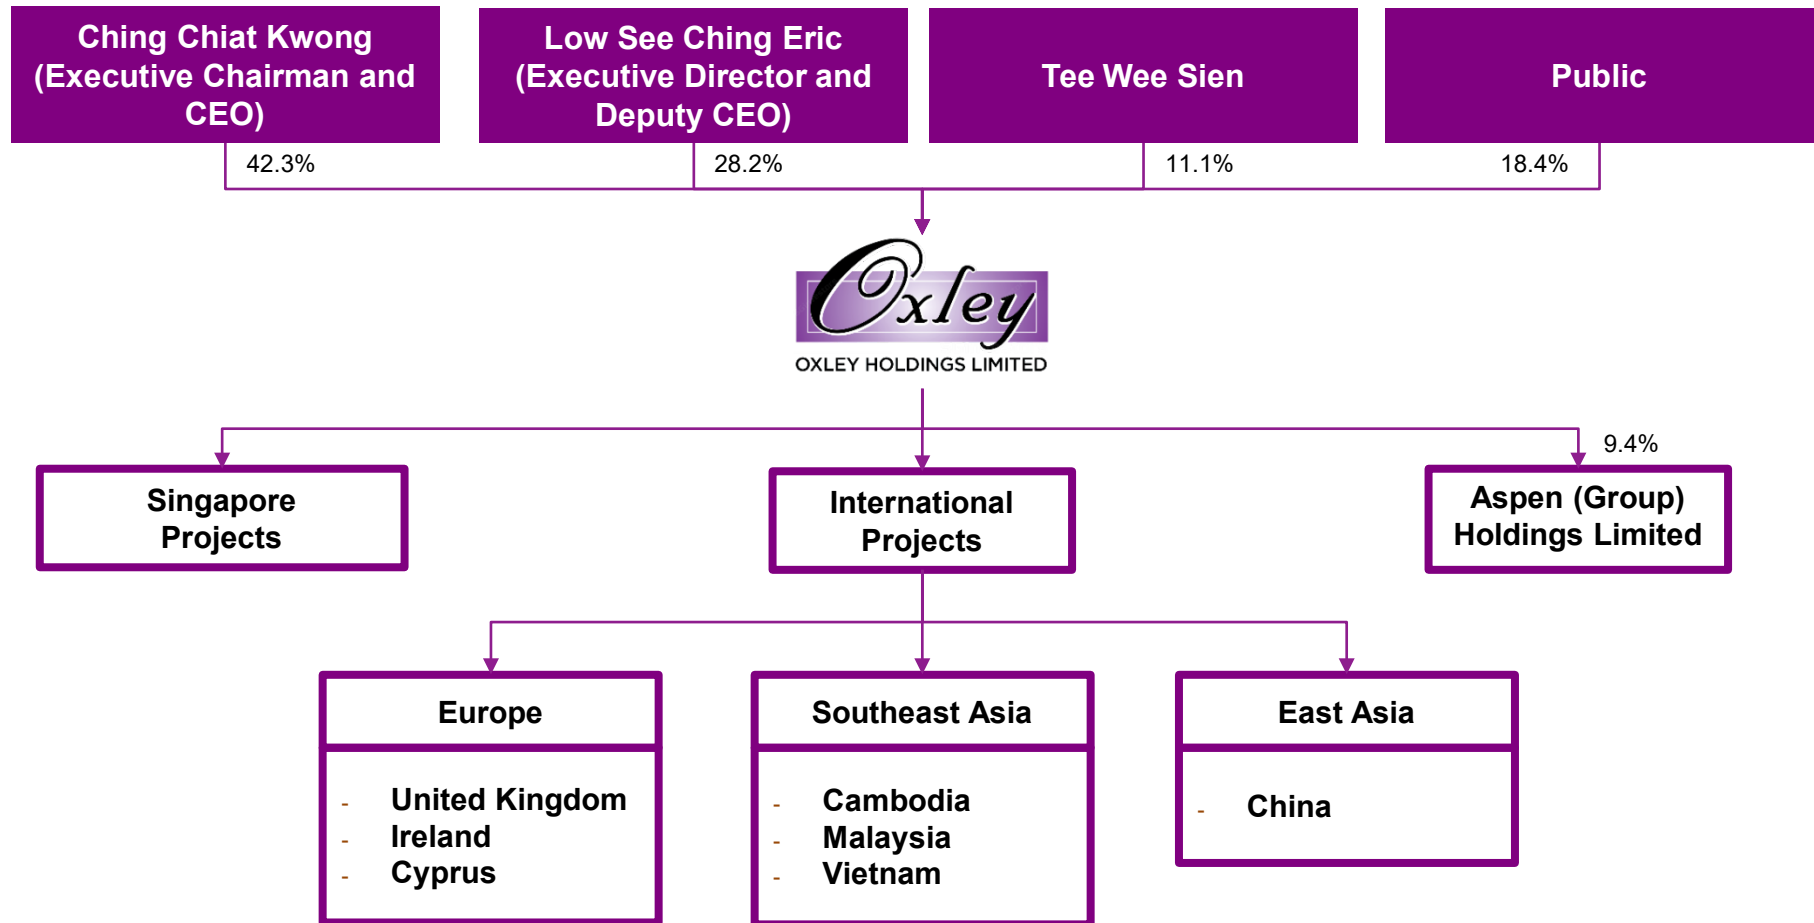 Ching Chiat Kwong
(Executive Chairman and
CEO)
Low See Ching Eric
(Executive Director and
Deputy CEO)
Tee Wee Sien
Public
42.3%
28.2%
11.1%
18.4%
Oxley
OXLEY HOLDINGS LIMITED
9.4%
Singapore
Projects
International
Projects
Aspen (Group)
Holdings Limited
Europe
- United Kingdom
- Ireland
- Cyprus
Southeast Asia
- Cambodia
- Malaysia
- Vietnam
East Asia
- China